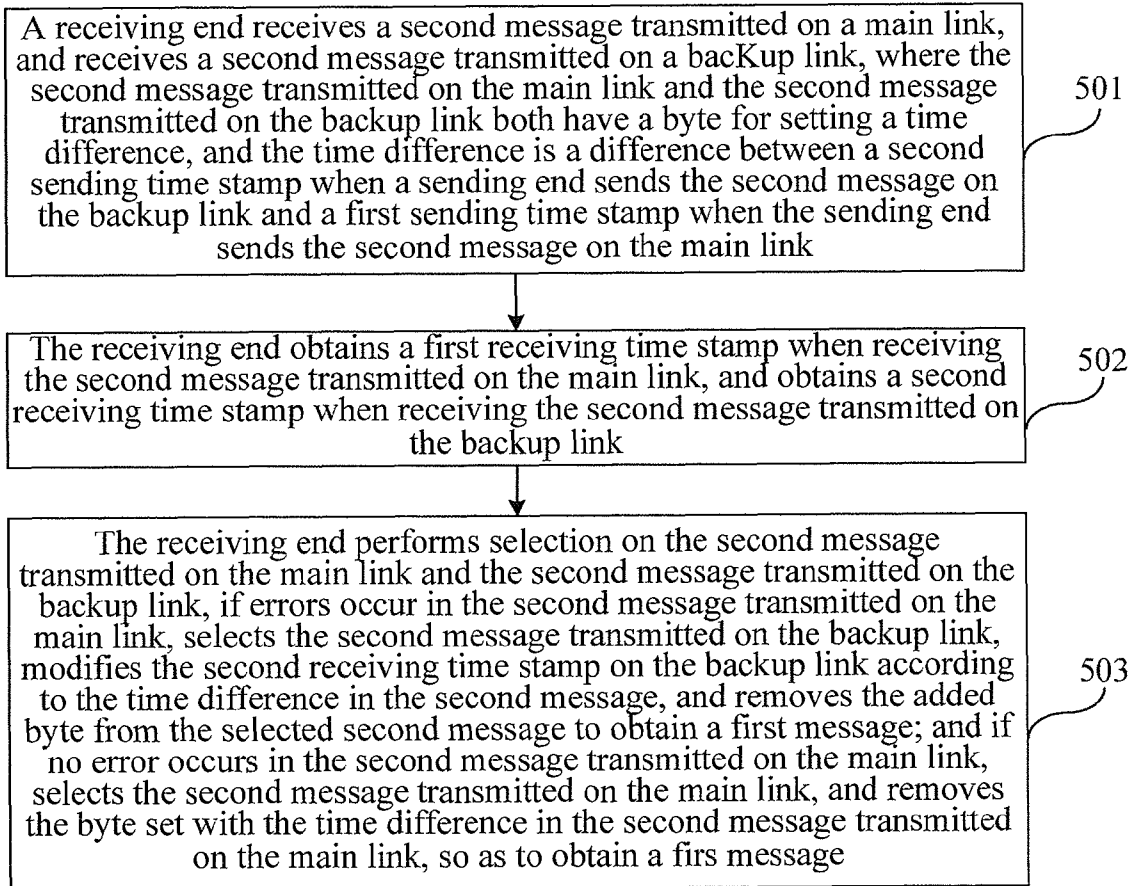 A receiving end receives a second message transmitted on a main link,
and receives a second message transmitted on a bacKup link, where the
second message transmitted on the main link and the second message
transmitted on the backup link both have a byte for setting a time
difference, and the time difference is a difference between a second
sending time stamp when a sending end sends the second message on
the backup link and a first sending time stamp when the sending end
sends the second message on the main link
501
The receiving end obtains a first receiving time stamp when receiving
the second message transmitted on the main link, and obtains a second
receiving time stamp when receiving the second message transmitted on
the backup link
502
The receiving end performs selection on the second message
transmitted on the main link and the second message transmitted on the
backup link, if errors occur in the second message transmitted on the
main link, selects the second message transmitted on the backup link,
modifies the second receiving time stamp on the backup link according
to the time difference in the second message, and removes the added
byte from the selected second message to obtain a first message; and if
no error occurs in the second message transmitted on the main link,
selects the second message transmitted on the main link, and removes
the byte set with the time difference in the second message transmitted
on the main link, so as to obtain a firs message
503